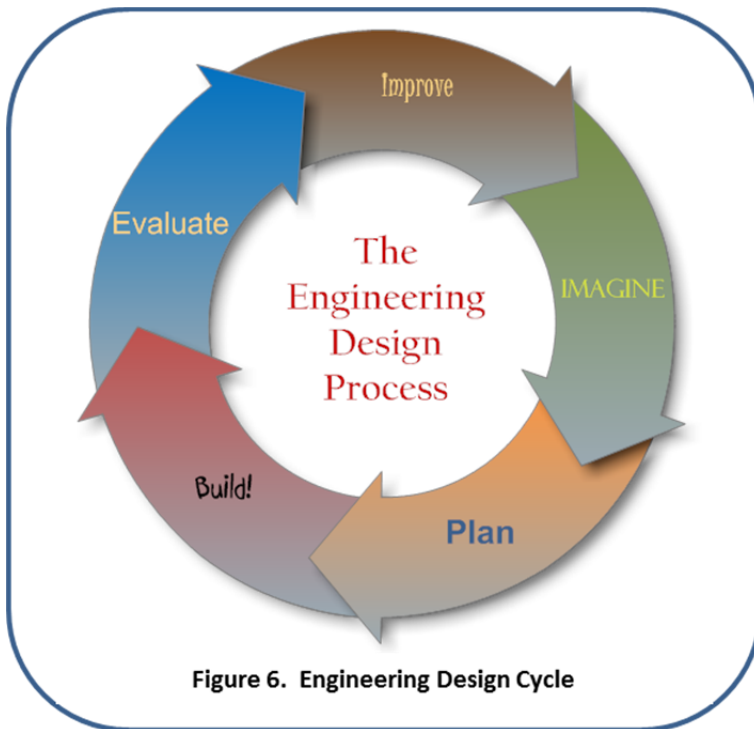 Improve
Evaluate
The
Engineering
Design
Process
IMAGINE
Build!
Plan
Figure 6. Engineering Design Cycle